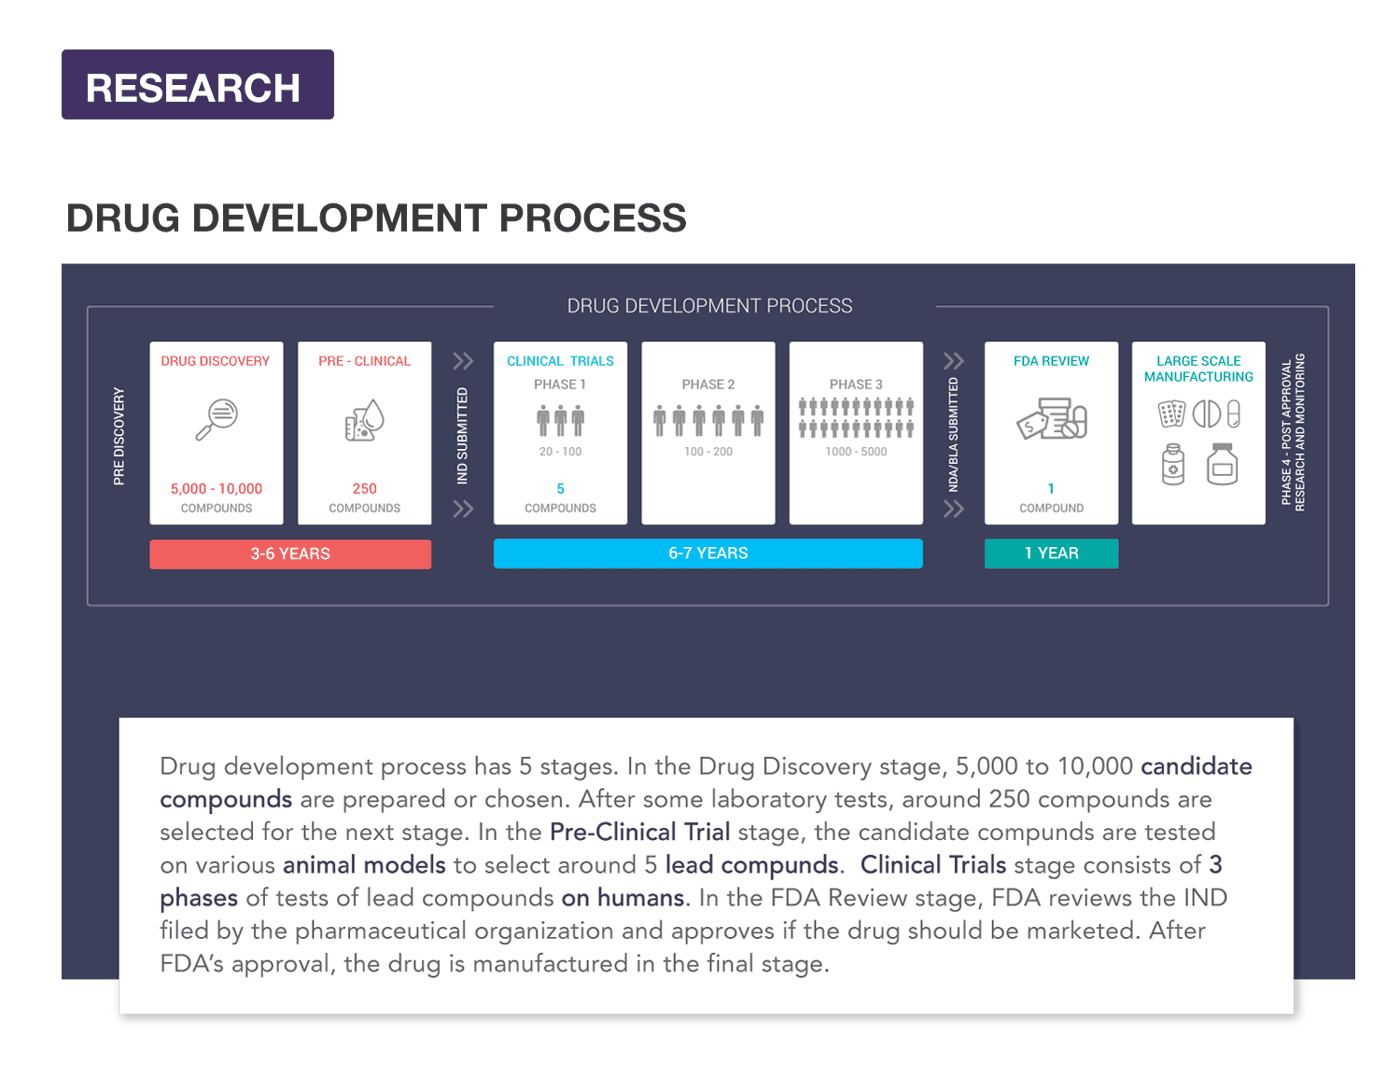 RESEARCH
DRUG DEVELOPMENT PROCESS
DRUG DEVELOPMENT PROCESS
PRE DISCOVERY
DRUG DISCOVERY
5,000 - 10,000
COMPOUNDS
PRE - CLINICAL
250
COMPOUNDS
3-6 YEARS
IND SUBMITTED
CLINICAL TRIALS
PHASE 1
20 - 100
5
COMPOUNDS
PHASE 2
100 - 200
PHASE 3
1000 - 5000
6-7 YEARS
NDA/BLA SUBMITTED
FDA REVIEW
1
COMPOUND
1 YEAR
LARGE SCALE
MANUFACTURING
PHASE 4 - POST APPROVAL
RESEARCH AND MONITORING
Drug development process has 5 stages. In the Drug Discovery stage, 5,000 to 10,000 candidate
compounds are prepared or chosen. After some laboratory tests, around 250 compounds are
selected for the next stage. In the Pre-Clinical Trial stage, the candidate compunds are tested
on various animal models to select around 5 lead compunds. Clinical Trials stage consists of 3
phases of tests of lead compounds on humans. In the FDA Review stage, FDA reviews the IND
filed by the pharmaceutical organization and approves if the drug should be marketed. After
FDA's approval, the drug is manufactured in the final stage.